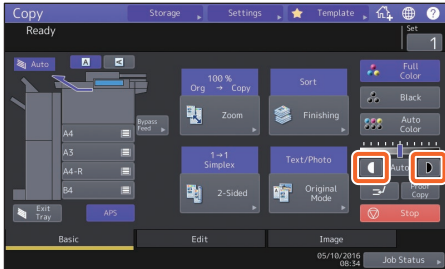 Copy
Storage
Settings
Template
?
Ready
Set
1
Auto
A
A
Bypass
Feed
A4
A3
A4-R
B4
Exit
Tray
APS
100 %
Org → Copy
Zoom
Sort
Finishing
1→1
Simplex
2-Sided
Text/Photo
Original
Mode
Full
Color
Black
Auto
Color
Auto
Proof
Copy
Stop
Basic
Edit
Image
05/10/2016
08:34
Job Status